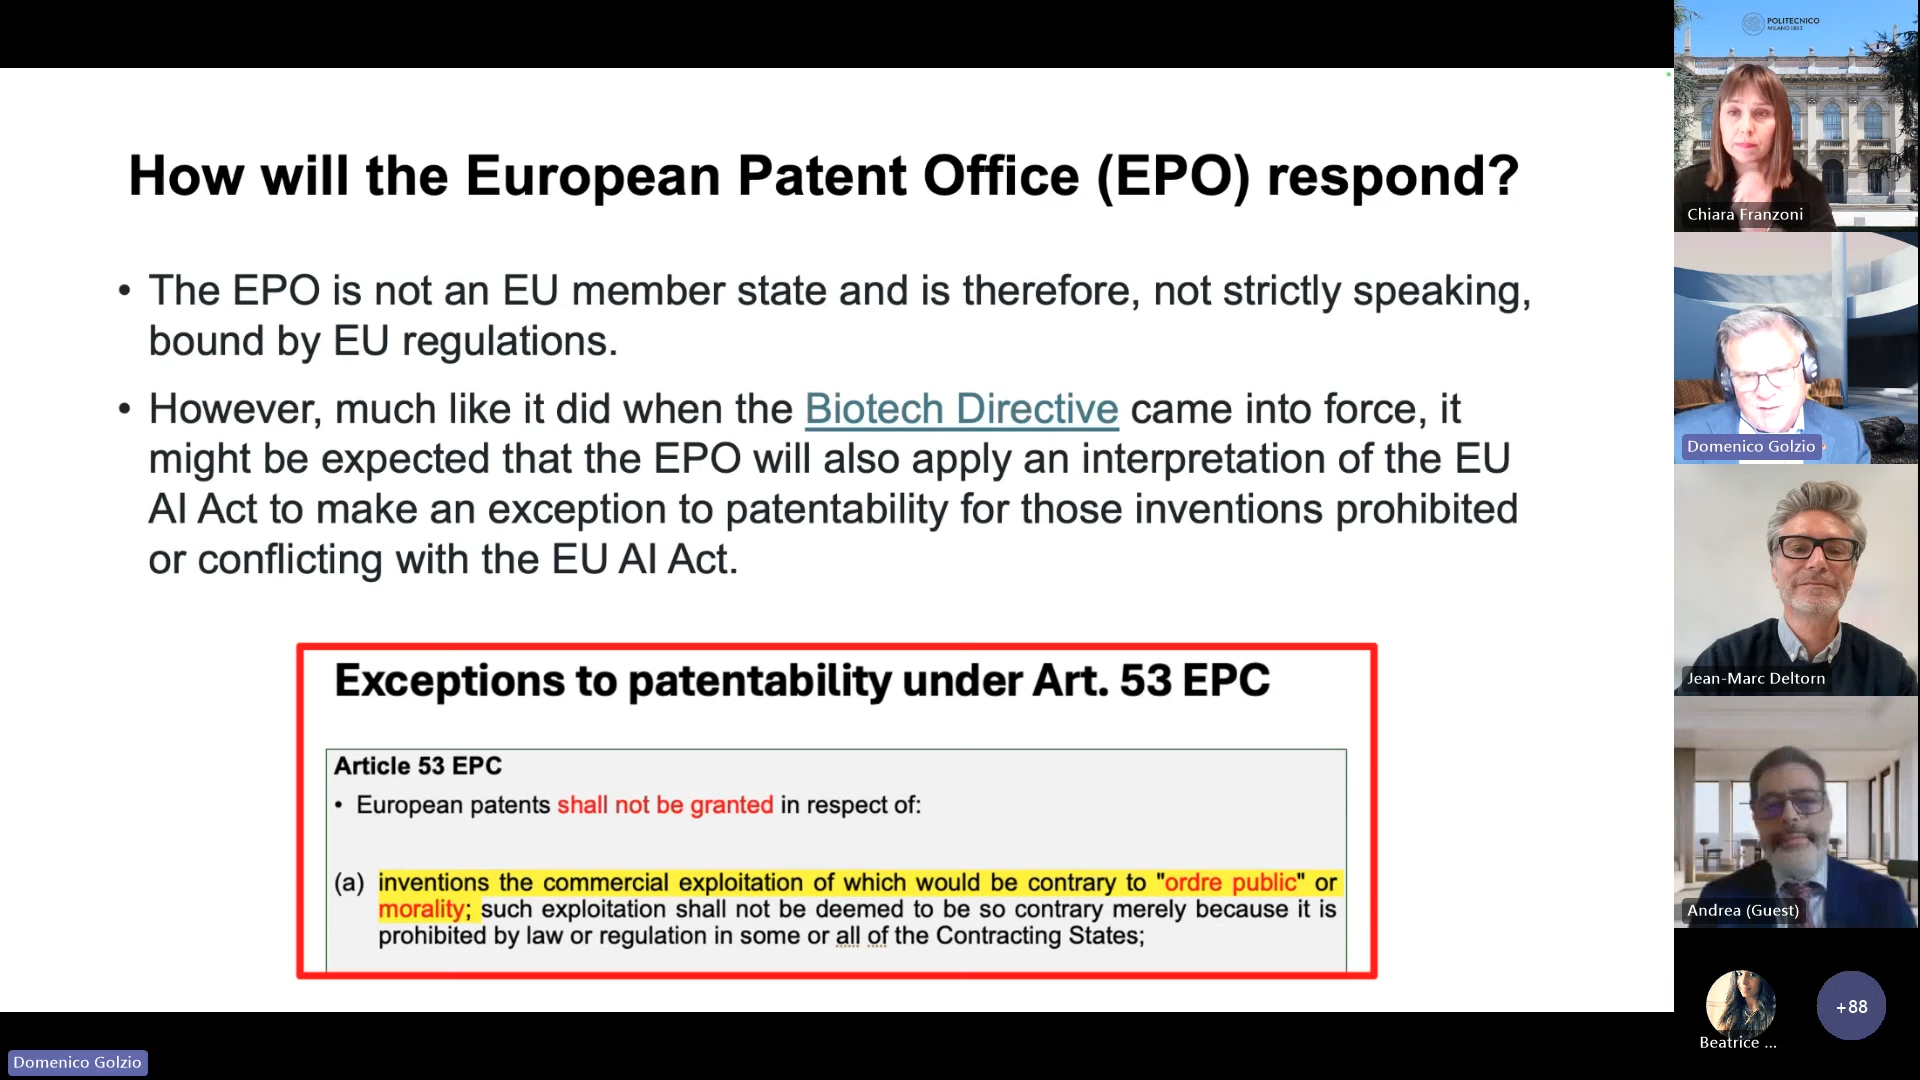 How will the European Patent Office (EPO) respond?
• The EPO is not an EU member state and is therefore, not strictly speaking,
bound by EU regulations.
• However, much like it did when the Biotech Directive came into force, it
might be expected that the EPO will also apply an interpretation of the EU
AI Act to make an exception to patentability for those inventions prohibited
or conflicting with the EU AI Act.
Exceptions to patentability under Art. 53 EPC
Article 53 EPC
• European patents shall not be granted in respect of:
(a) inventions the commercial exploitation of which would be contrary to "ordre public" or
morality; such exploitation shall not be deemed to be so contrary merely because it is
prohibited by law or regulation in some or all of the Contracting States;
Domenico Golzio
POLITECNICO
MILANO 1863
Chiara Franzoni
Domenico Golzio
Jean-Marc Deltorn
Andrea (Guest)
Beatrice ...
+88